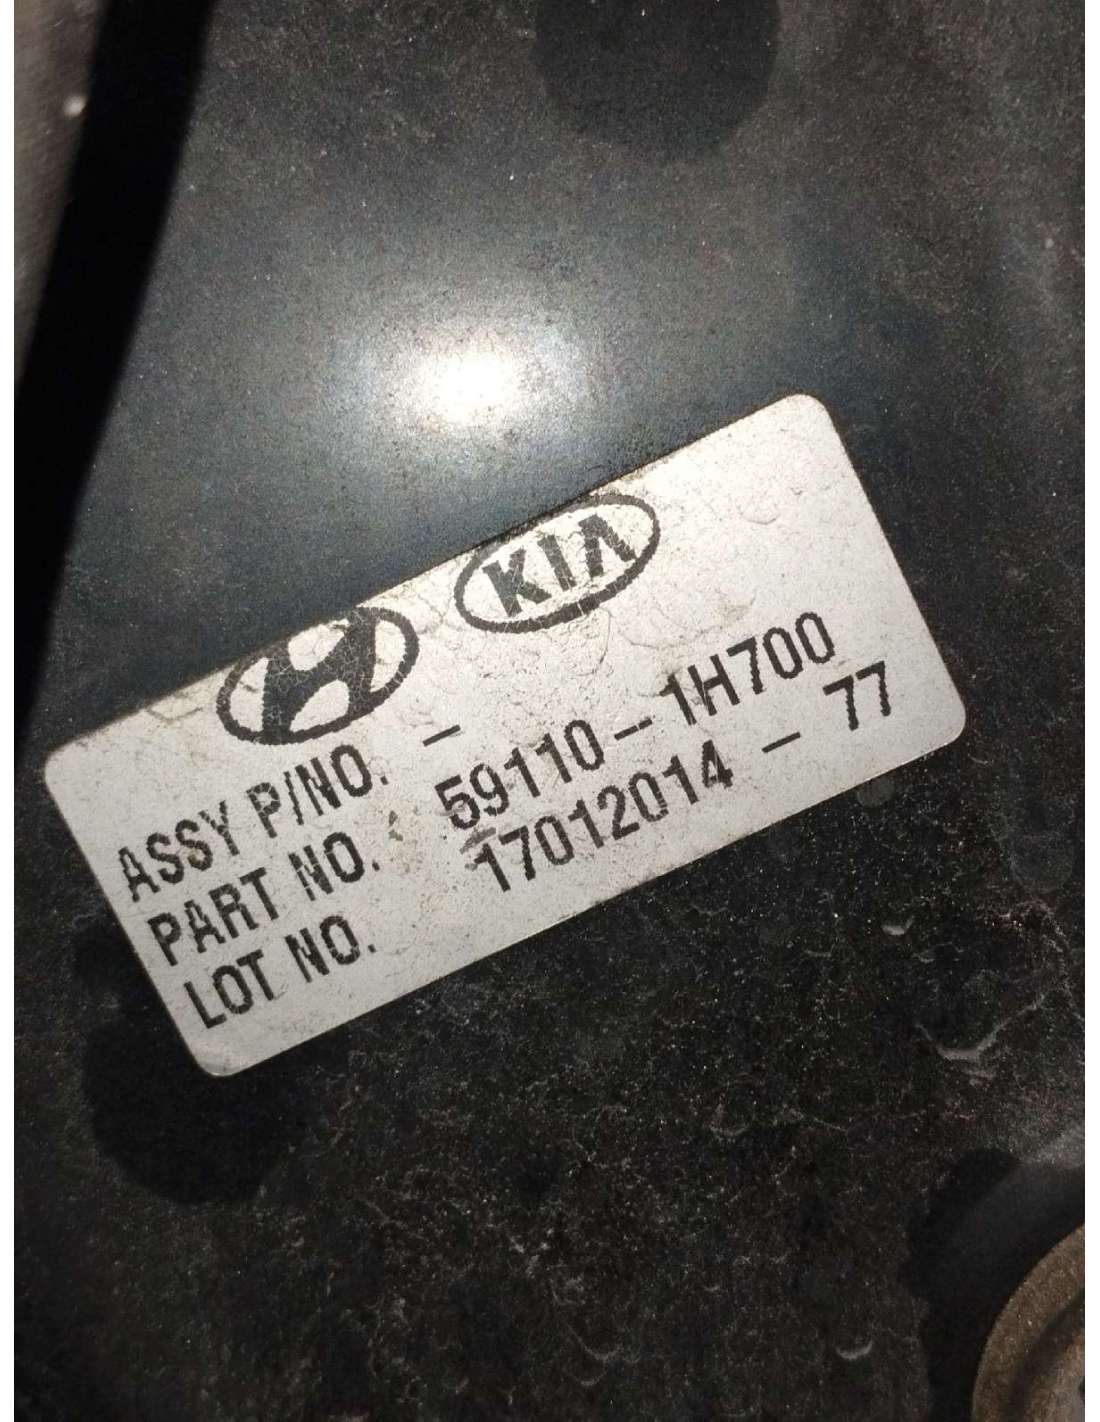 KIA
ASSY P/NO. -
PART NO. 59110-1H700
LOT NO. 17012014 - 77